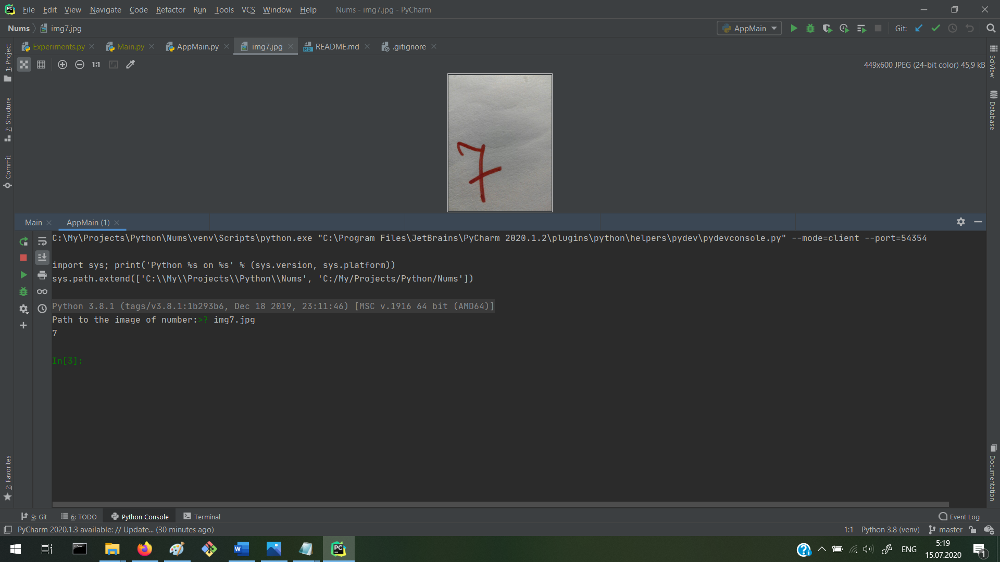 File Edit View Navigate Code Refactor Run Tools VCS Window Help Nums - img7.jpg - PyCharm
Nums img7.jpg AppMain Git:
Experiments.py Main.py AppMain.py img7.jpg README.md .gitignore
1:1 449x600 JPEG (24-bit color) 45,9 kB
1: Project
7: Structure
Commit
2: Favorites
SciView
Database
Documentation
7
Main AppMain (1)
C:\My\Projects\Python\Nums\venv\Scripts\python.exe "C:\Program Files\JetBrains\PyCharm 2020.1.2\plugins\python\helpers\pydev\pydevconsole.py" --mode=client --port=54354
import sys; print('Python %s on %s' % (sys.version, sys.platform))
sys.path.extend(['C:\\My\\Projects\\Python\\Nums', 'C:/My/Projects/Python/Nums'])
Python 3.8.1 (tags/v3.8.1:1b293b6, Dec 18 2019, 23:11:46) [MSC v.1916 64 bit (AMD64)]
Path to the image of number:>? img7.jpg
7
In[3]:
9: Git 6: TODO Python Console Terminal Event Log
PyCharm 2020.1.3 available: // Update... (30 minutes ago) 1:1 Python 3.8 (venv) master
ENG 5:19
15.07.2020
1